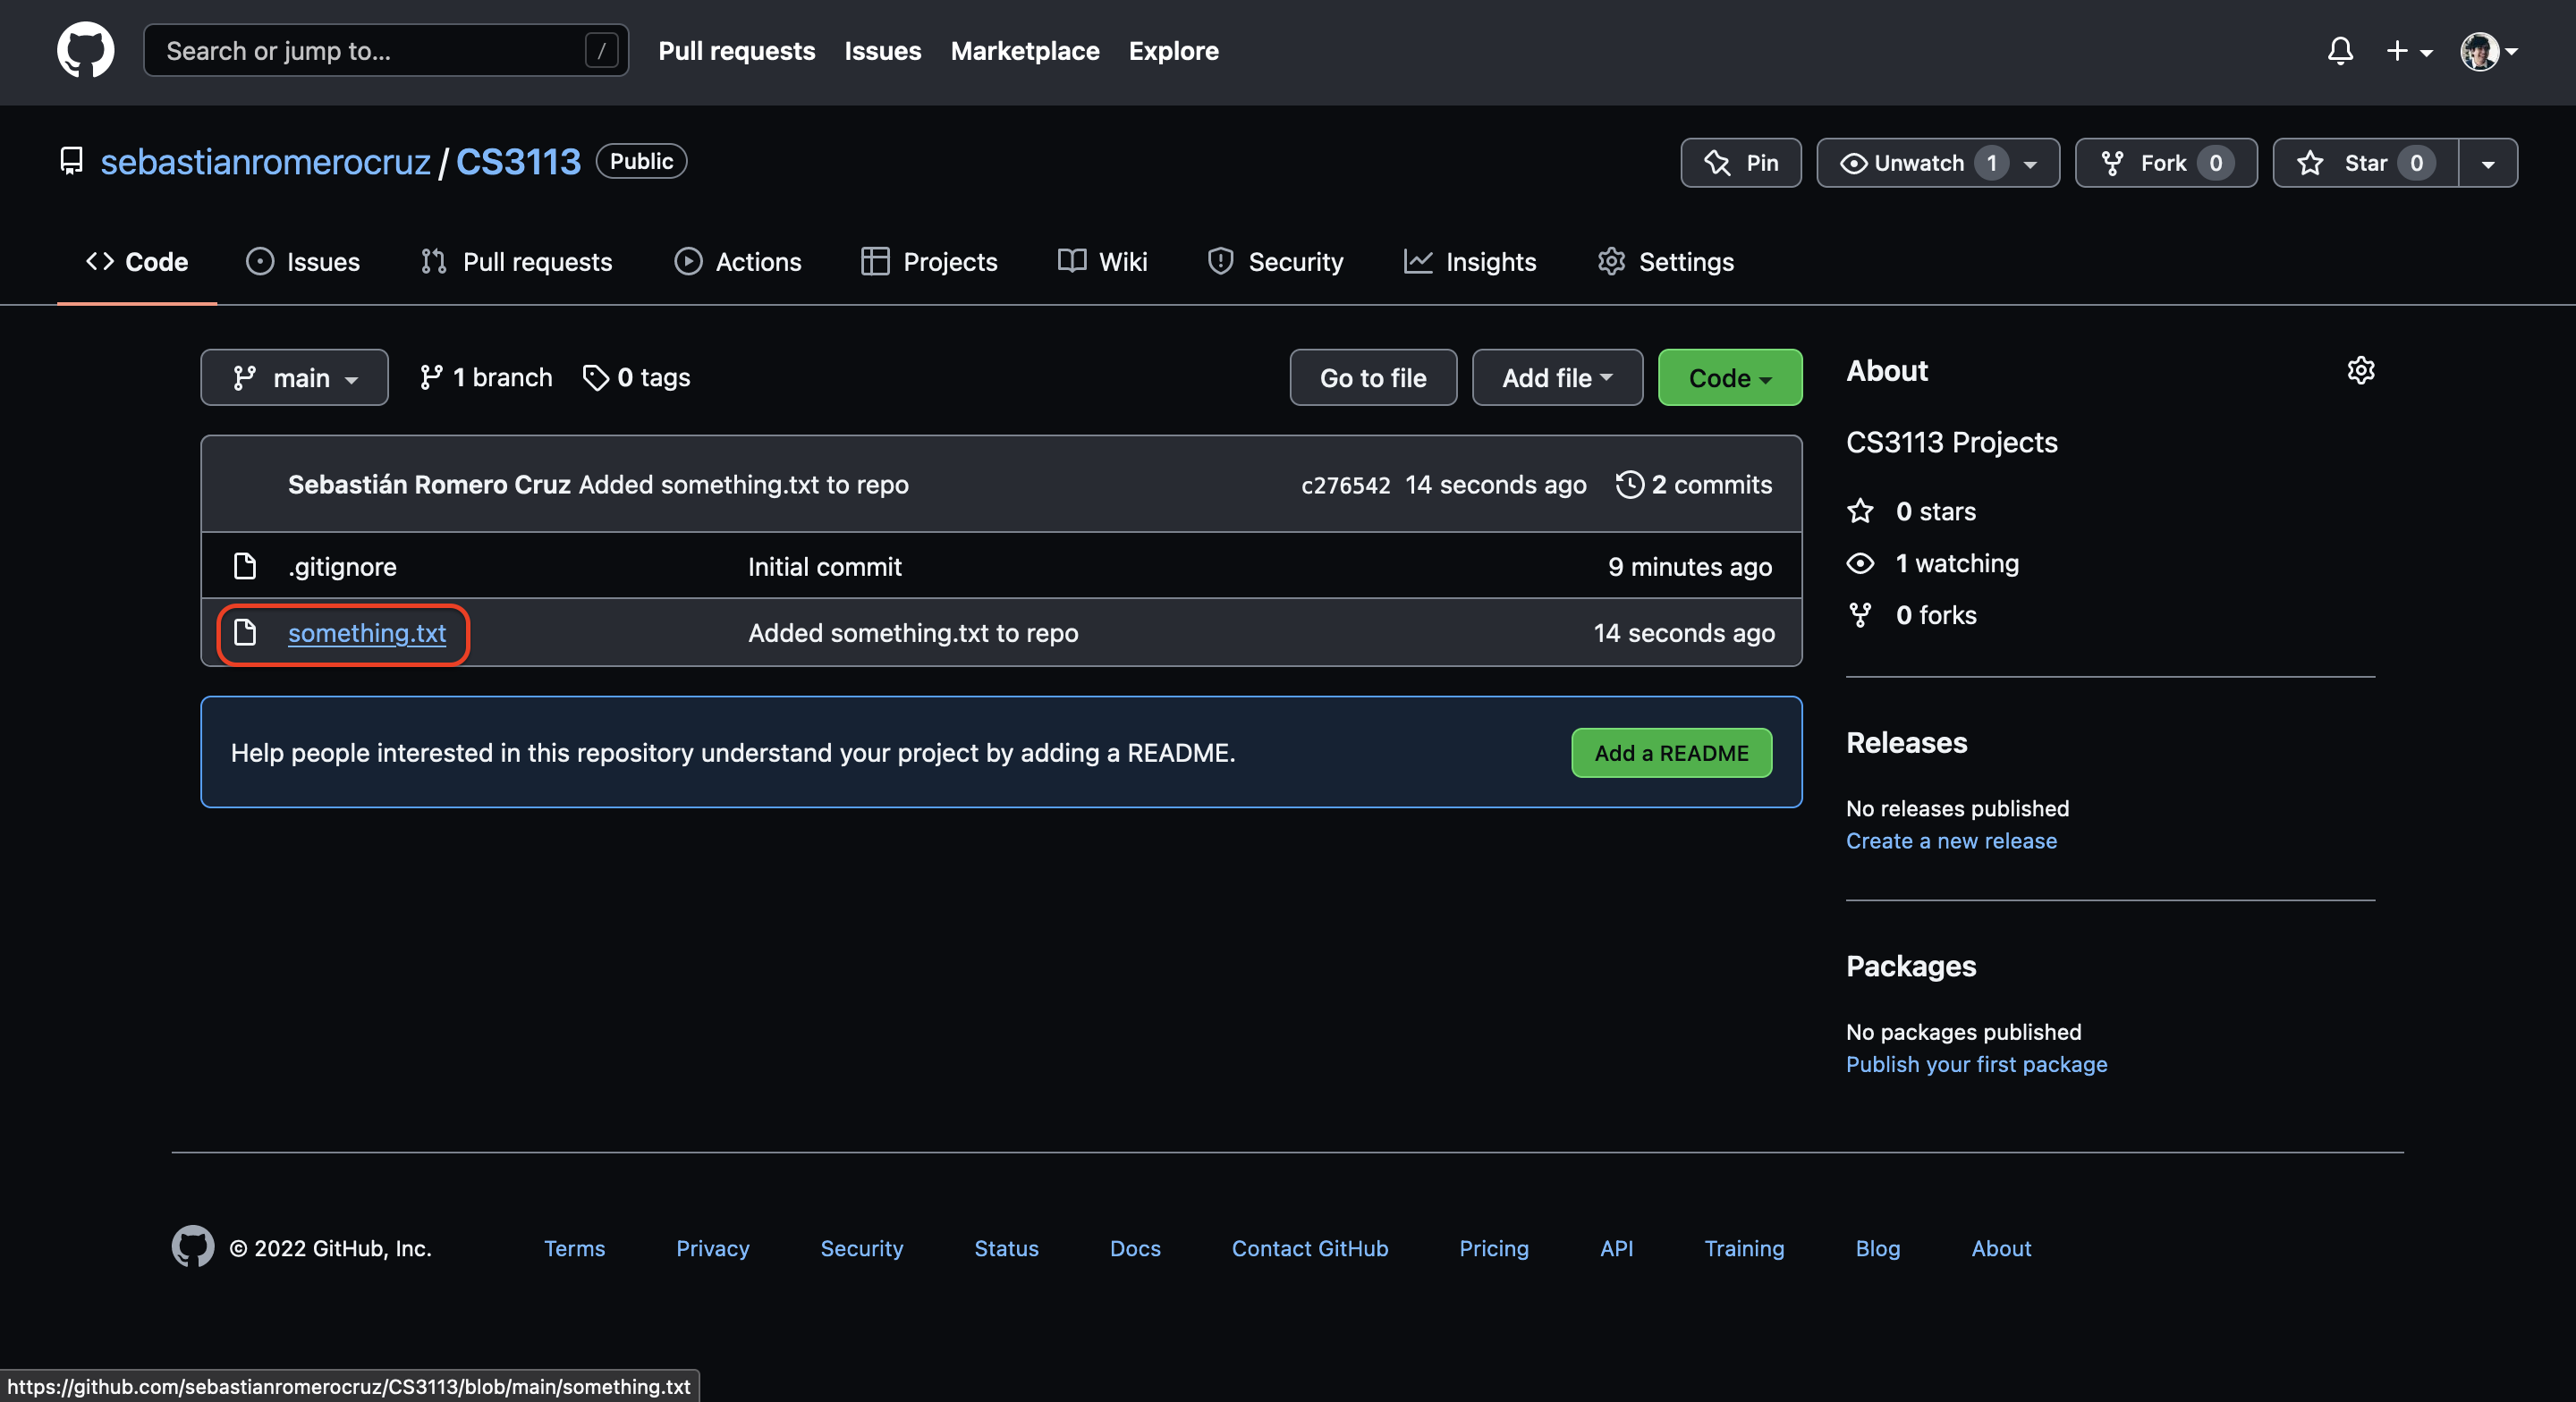 Search or jump to... /
Pull requests Issues Marketplace Explore
sebastianromerocruz / CS3113 Public
Pin Unwatch 1 Fork 0 Star 0
Code Issues Pull requests Actions Projects Wiki Security Insights Settings
main 1 branch 0 tags Go to file Add file Code
Sebastián Romero Cruz Added something.txt to repo c276542 14 seconds ago 2 commits
.gitignore Initial commit 9 minutes ago
something.txt Added something.txt to repo 14 seconds ago
Help people interested in this repository understand your project by adding a README. Add a README
About
CS3113 Projects
0 stars
1 watching
0 forks
Releases
No releases published
Create a new release
Packages
No packages published
Publish your first package
© 2022 GitHub, Inc. Terms Privacy Security Status Docs Contact GitHub Pricing API Training Blog About
https://github.com/sebastianromerocruz/CS3113/blob/main/something.txt